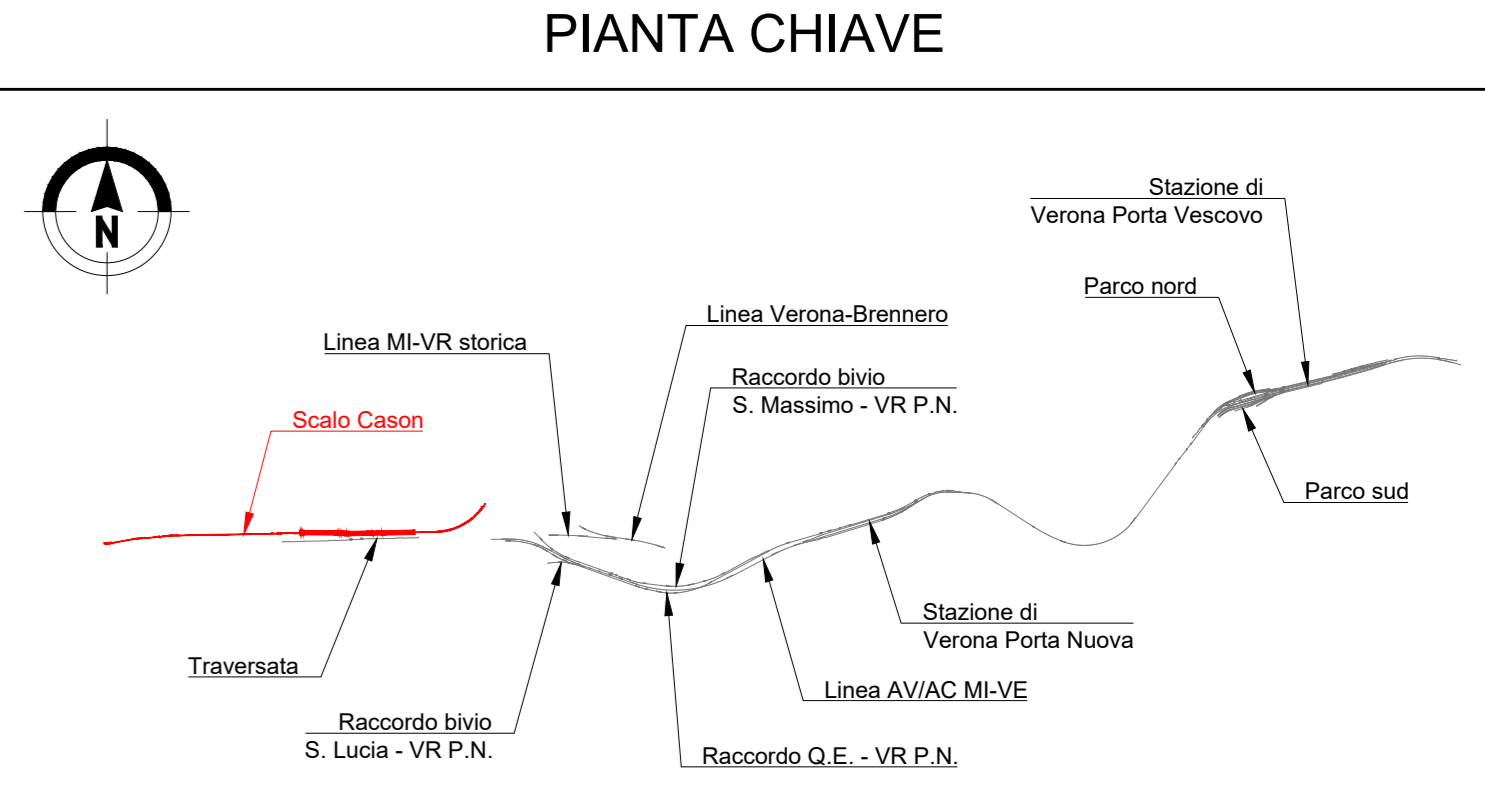 PIANTA CHIAVE
N
Stazione di
Verona Porta Vescovo
Parco nord
Linea Verona-Brennero
Linea MI-VR storica
Raccordo bivio
S. Massimo - VR P.N.
Scalo Cason
Parco sud
Stazione di
Verona Porta Nuova
Traversata
Linea AV/AC MI-VE
Raccordo bivio
S. Lucia - VR P.N.
Raccordo Q.E. - VR P.N.